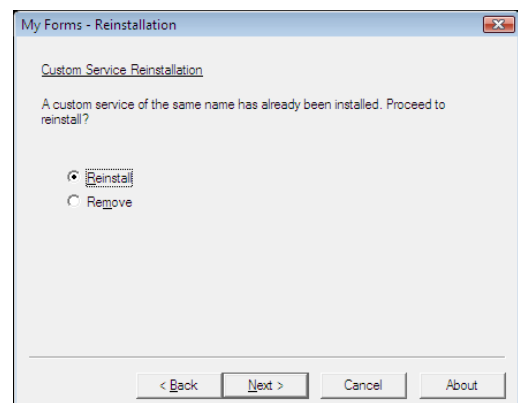 My Forms - Reinstallation
Custom Service Reinstallation
A custom service of the same name has already been installed. Proceed to
reinstall?
Reinstall
Remove
< Back Next > Cancel About